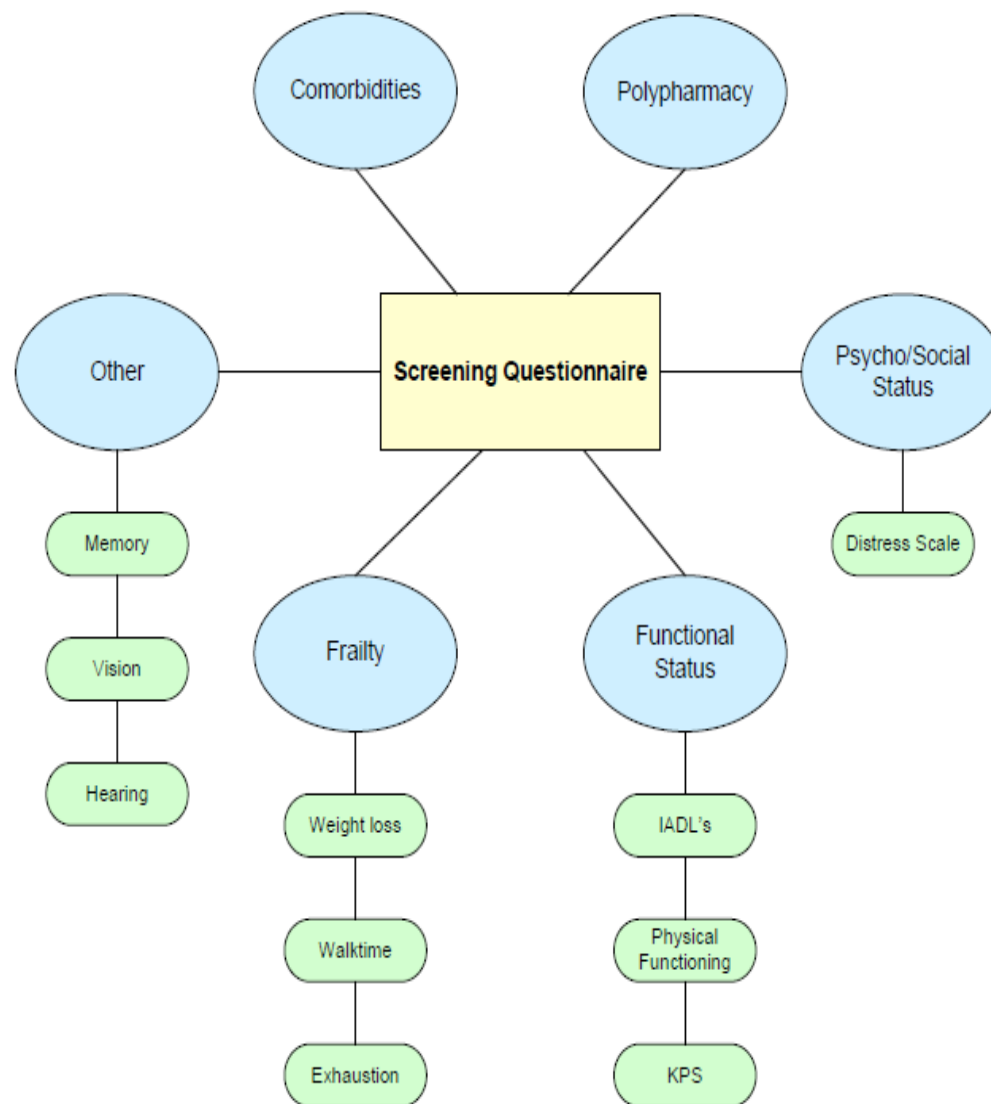 Comorbidities
Polypharmacy
Other
Screening Questionnaire
Psycho/Social
Status
Memory
Distress Scale
Vision
Hearing
Frailty
Functional
Status
Weight loss
IADL's
Walktime
Physical
Functioning
Exhaustion
KPS